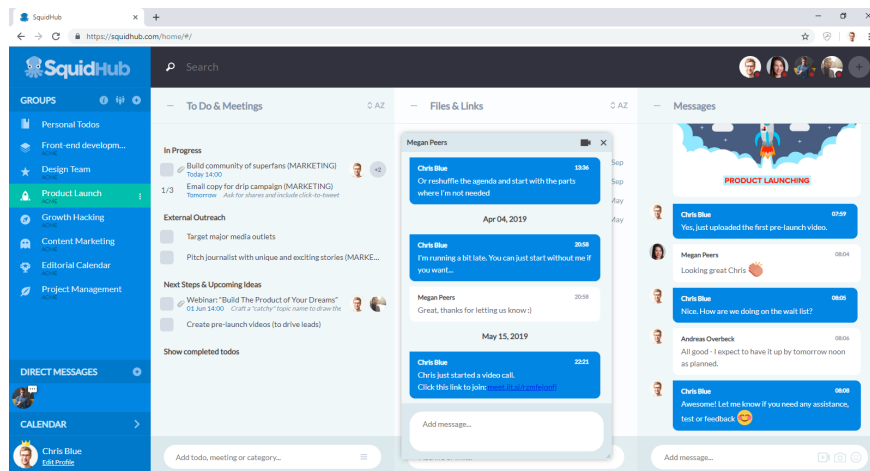 SquidHub
https://squidhub.com/home/#/
SquidHub
Search
GROUPS
Personal Todos
Front-end developm...
ACME
Design Team
ACME
Product Launch
ACME
Growth Hacking
ACME
Content Marketing
ACME
Editorial Calendar
ACME
Project Management
ACME
DIRECT MESSAGES
CALENDAR
Chris Blue
Edit Profile
To Do & Meetings
AZ
In Progress
Build community of superfans (MARKETING)
Today 14:00
+2
1/3
Email copy for drip campaign (MARKETING)
Tomorrow Ask for shares and include click-to-tweet
External Outreach
Target major media outlets
Pitch journalist with unique and exciting stories (MARKE...
Next Steps & Upcoming Ideas
Webinar: "Build The Product of Your Dreams"
01 Jun 14:00 Craft a "catchy" topic name to draw the
Create pre-launch videos (to drive leads)
Show completed todos
Add todo, meeting or category...
Files & Links
AZ
Sep
Sep
May
May
Megan Peers
Chris Blue 13:36
Or reshuffle the agenda and start with the parts
where I'm not needed
Apr 04, 2019
Chris Blue 20:58
I'm running a bit late. You can just start without me if
you want...
Megan Peers 20:58
Great, thanks for letting us know :)
May 15, 2019
Chris Blue 22:21
Chris just started a video call.
Click this link to join:
Add message...
Messages
PRODUCT LAUNCHING
Chris Blue 07:59
Yes, just uploaded the first pre-launch video.
Megan Peers 08:04
Looking great Chris
Chris Blue 08:05
Nice. How are we doing on the wait list?
Andreas Overbeck 08:06
All good - I expect to have it up by tomorrow noon
as planned.
Chris Blue 08:08
Awesome! Let me know if you need any assistance,
test or feedback
Add message...